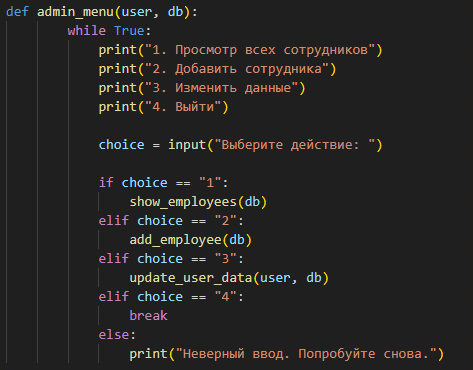 def admin_menu(user, db):
while True:
print("1. Просмотр всех сотрудников")
print("2. Добавить сотрудника")
print("3. Изменить данные")
print("4. Выйти")
choice = input("Выберите действие: ")
if choice == "1":
show_employees(db)
elif choice == "2":
add_employee(db)
elif choice == "3":
update_user_data(user, db)
elif choice == "4":
break
else:
print("Неверный ввод. Попробуйте снова.")